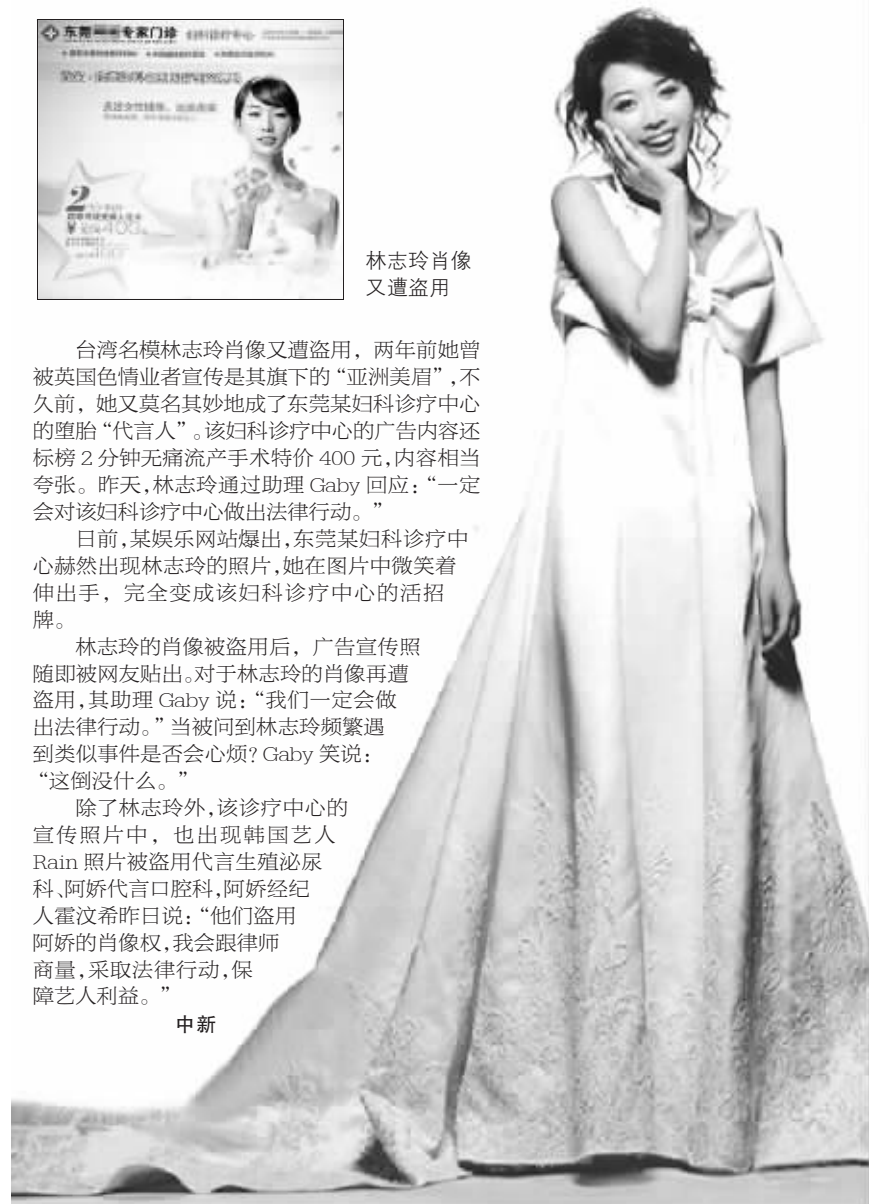 东莞
专家门诊
2
400
林志玲肖像
又遭盗用
台湾名模林志玲肖像又遭盗用，两年前她曾
被英国色情业者宣传是其旗下的“亚洲美眉”，不
久前，她又莫名其妙地成了东莞某妇科诊疗中心
的堕胎“代言人”。该妇科诊疗中心的广告内容还
标榜2分钟无痛流产手术特价400元，内容相当
夸张。昨天，林志玲通过助理Gaby回应：“一定
会对该妇科诊疗中心做出法律行动。”
日前，某娱乐网站爆出，东莞某妇科诊疗中
心赫然出现林志玲的照片，她在图片中微笑着
伸出手，完全变成该妇科诊疗中心的活招
牌。
林志玲的肖像被盗用后，广告宣传照
随即被网友贴出。对于林志玲的肖像再遭
盗用，其助理Gaby说：“我们一定会做
出法律行动。”当被问到林志玲频繁遇
到类似事件是否会心烦？Gaby笑说：
“这倒没什么。”
除了林志玲外，该诊疗中心的
宣传照片中，也出现韩国艺人
Rain照片被盗用代言生殖泌尿
科、阿娇代言口腔科，阿娇经纪
人霍汶希昨日说：“他们盗用
阿娇的肖像权，我会跟律师
商量，采取法律行动，保
障艺人利益。”
中新